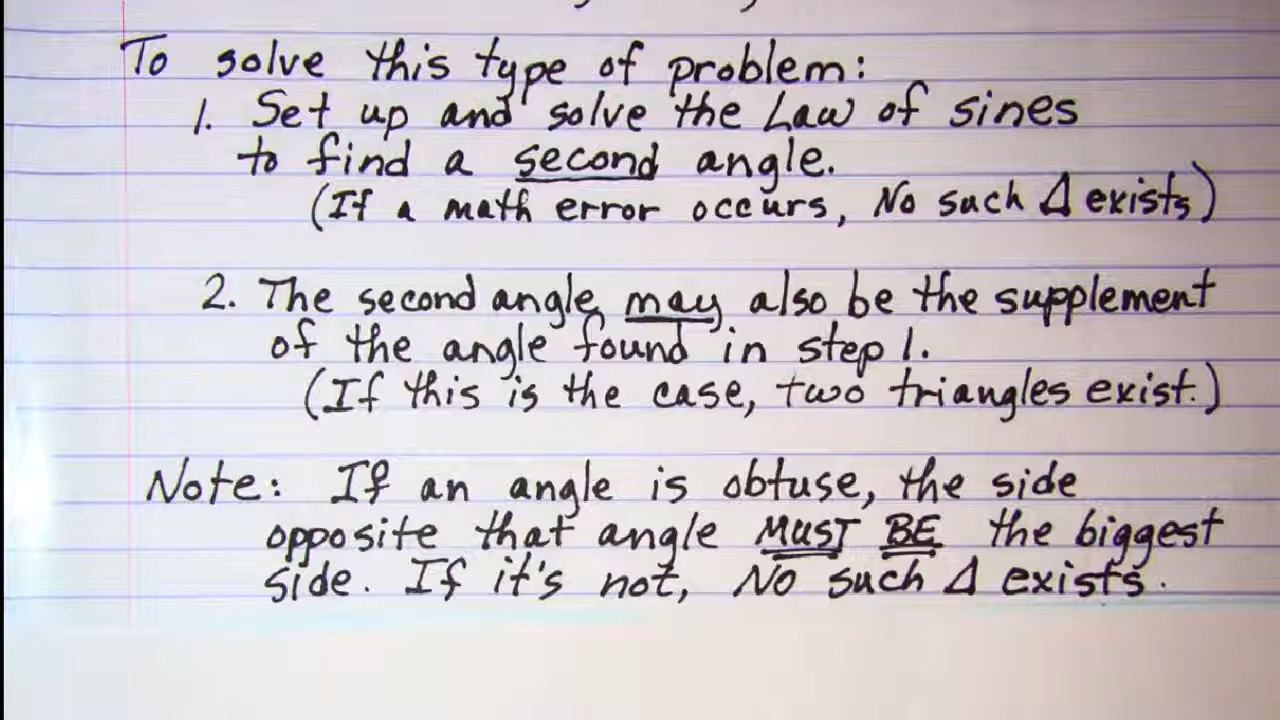 To solve this type of problem:
1. Set up and solve the Law of sines
to find a second angle.
(If a math error occurs, No such Δ exists)
2. The second angle may also be the supplement
of the angle found in step 1.
(If this is the case, two triangles exist.)
Note: If an angle is obtuse, the side
opposite that angle MUST BE the biggest
side. If it's not, No such Δ exists.